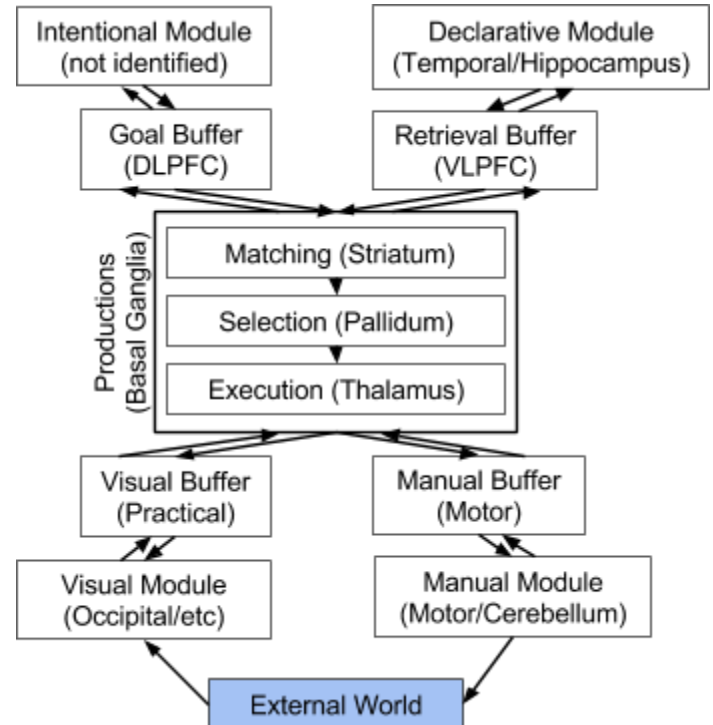 Intentional Module
(not identified)
Declarative Module
(Temporal/Hippocampus)
Goal Buffer
(DLPFC)
Retrieval Buffer
(VLPFC)
Productions
(Basal Ganglia)
Matching (Striatum)
Selection (Pallidum)
Execution (Thalamus)
Visual Buffer
(Practical)
Manual Buffer
(Motor)
Visual Module
(Occipital/etc)
Manual Module
(Motor/Cerebellum)
External World